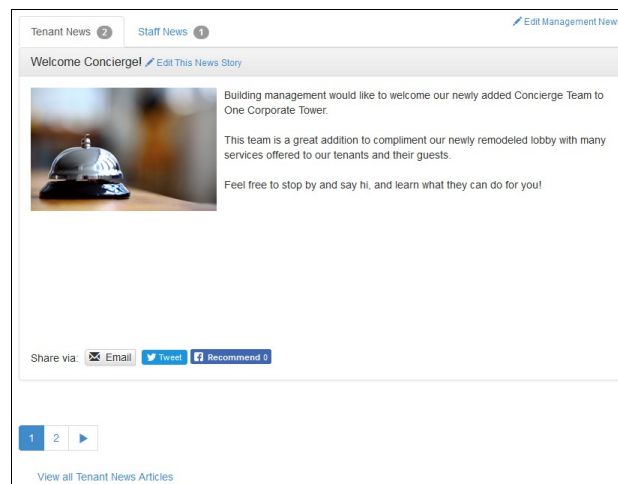 Tenant News 2 Staff News 1 Edit Management News
Welcome Concierge! Edit This News Story
Building management would like to welcome our newly added Concierge Team to
One Corporate Tower.
This team is a great addition to compliment our newly remodeled lobby with many
services offered to our tenants and their guests.
Feel free to stop by and say hi, and learn what they can do for you!
Share via: Email Tweet Recommend 0
1 2
View all Tenant News Articles